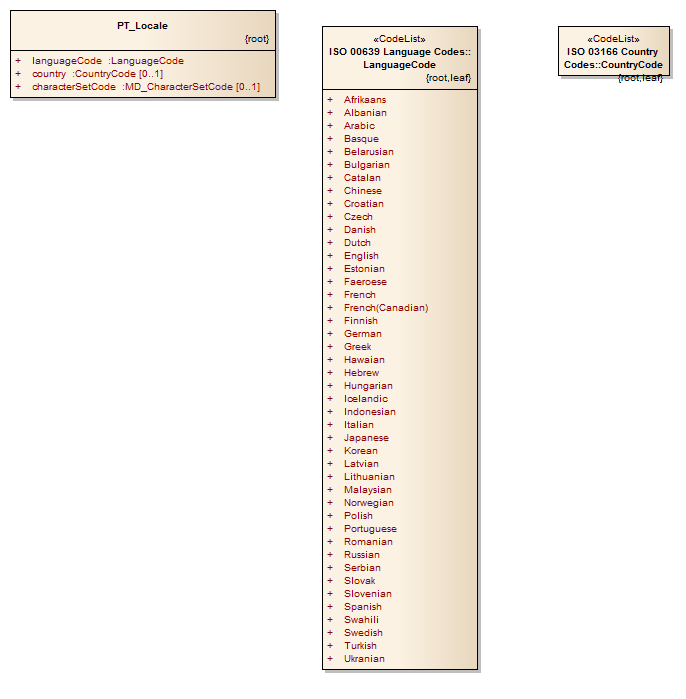 PT_Locale
{root}
+ languageCode :LanguageCode
+ country :CountryCode [0..1]
+ characterSetCode :MD_CharacterSetCode [0..1]
«CodeList»
ISO 00639 Language Codes::
LanguageCode
{root,leaf}
+ Afrikaans
+ Albanian
+ Arabic
+ Basque
+ Belarusian
+ Bulgarian
+ Catalan
+ Chinese
+ Croatian
+ Czech
+ Danish
+ Dutch
+ English
+ Estonian
+ Faeroese
+ French
+ French(Canadian)
+ Finnish
+ German
+ Greek
+ Hawaian
+ Hebrew
+ Hungarian
+ Icelandic
+ Indonesian
+ Italian
+ Japanese
+ Korean
+ Latvian
+ Lithuanian
+ Malaysian
+ Norwegian
+ Polish
+ Portuguese
+ Romanian
+ Russian
+ Serbian
+ Slovak
+ Slovenian
+ Spanish
+ Swahili
+ Swedish
+ Turkish
+ Ukranian
«CodeList»
ISO 03166 Country
Codes::CountryCode
{root,leaf}